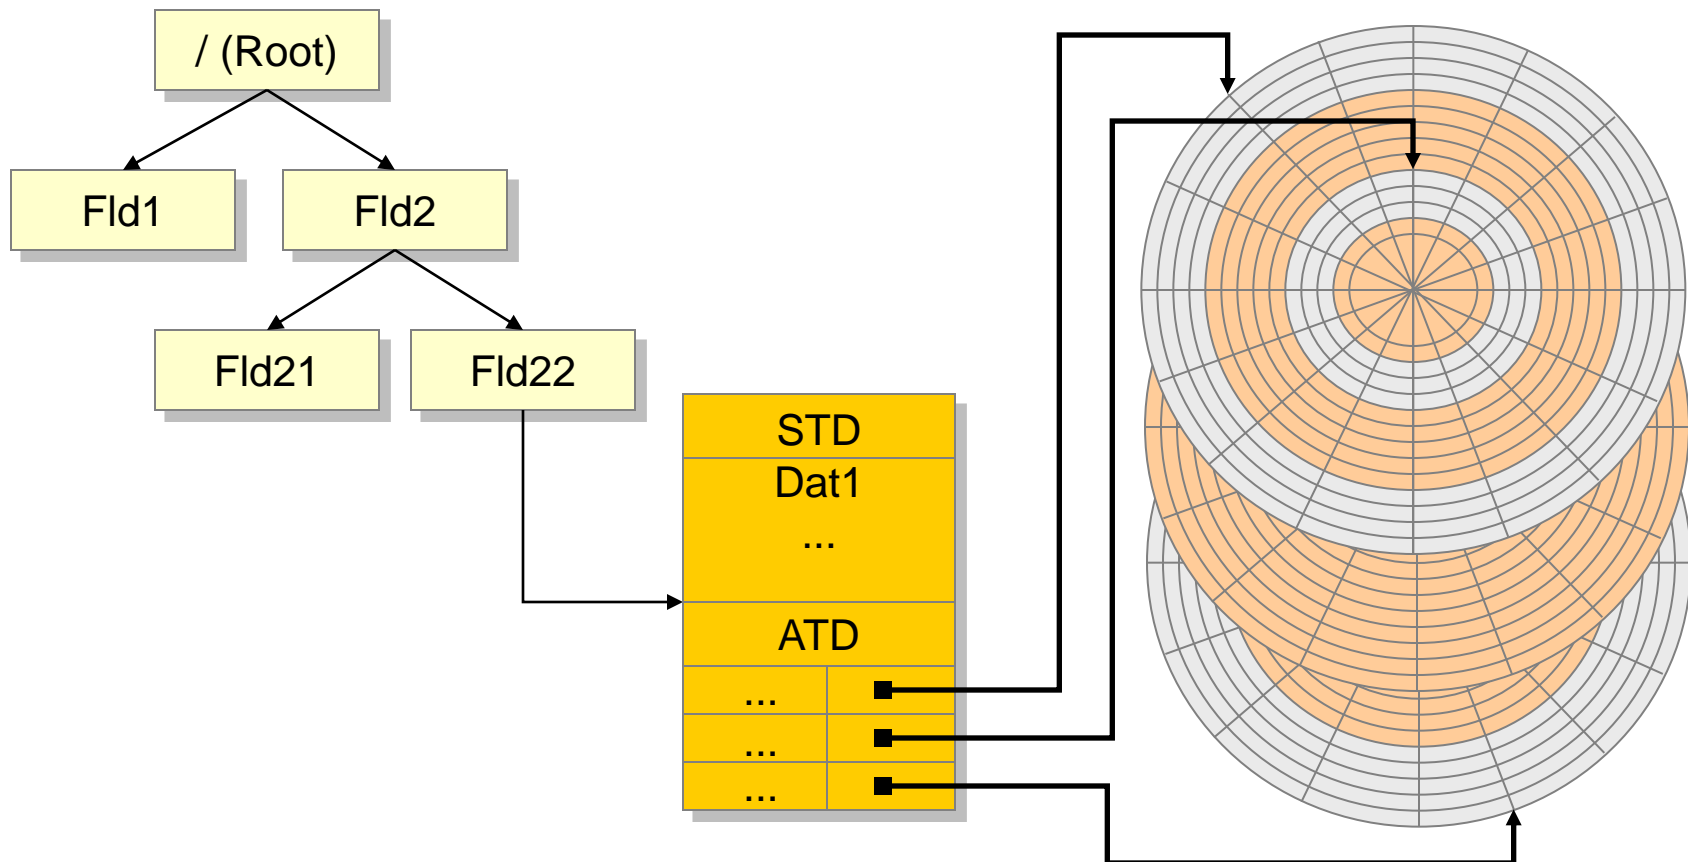 / (Root)
Fld1
Fld2
Fld21
Fld22
STD
Dat1
...
ATD
...
...
...